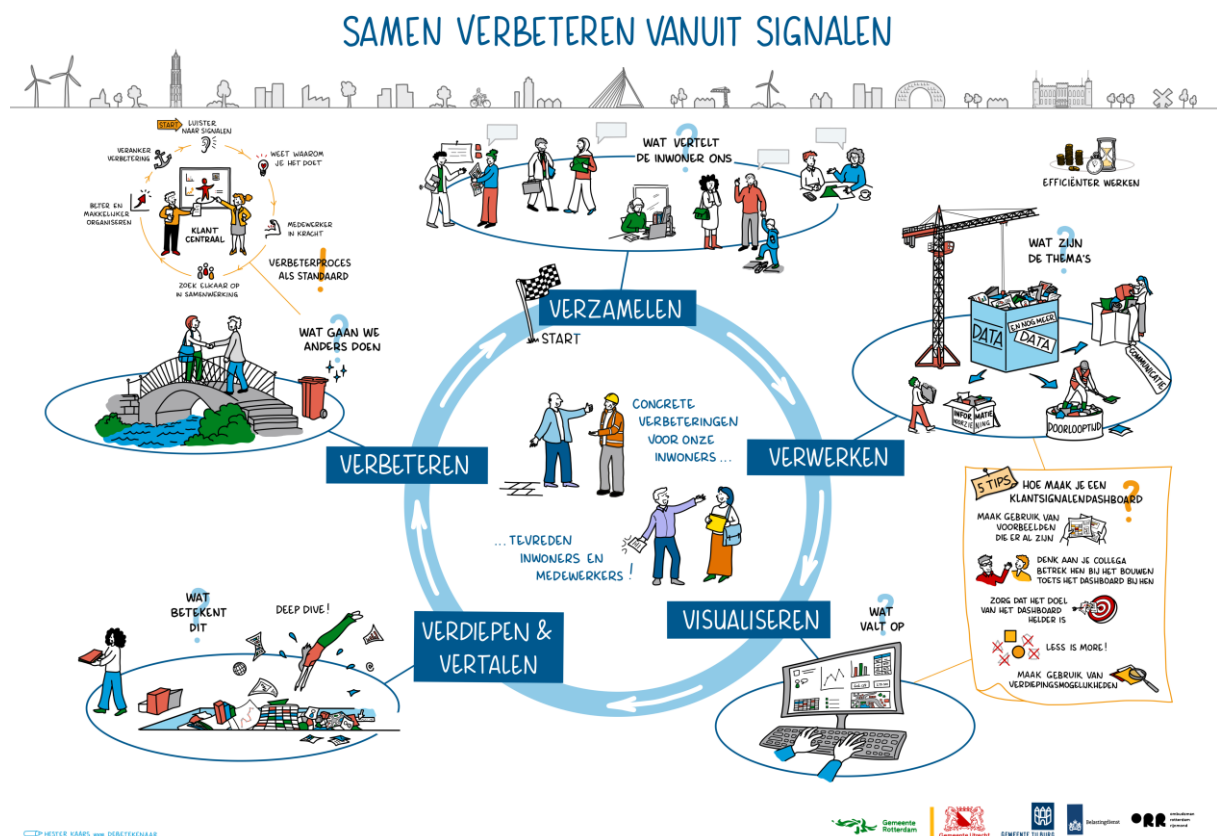 SAMEN VERBETEREN VANUIT SIGNALEN
START
LUISTER
NAAR SIGNALEN
WEET WAAROM
JE HET DOET
MEDEWERKER
IN KRACHT
ZOEK ELKAAR OP
IN SAMENWERKING
BETER EN
MAKKELIJKER
ORGANISEREN
VERANKER
VERBETERING
KLANT
CENTRAAL
VERBETERPROCES
ALS STANDAARD
!
WAT VERTELT
DE INWONER ONS
?
EFFICIËNTER WERKEN
WAT ZIJN
DE THEMA'S
?
DATA
EN NOG MEER
DATA
COMMUNICATIE
INFORMATIE
VOORZIENING
DOORLOOPTIJD
WAT GAAN WE
ANDERS DOEN
?
VERZAMELEN
START
VERWERKEN
VISUALISEREN
VERDIEPEN &
VERTALEN
VERBETEREN
CONCRETE
VERBETERINGEN
VOOR ONZE
INWONERS...
...TEVREDEN
INWONERS EN
MEDEWERKERS!
5 TIPS
HOE MAAK JE EEN
KLANTSIGNALENDASHBOARD
?
MAAK GEBRUIK VAN
VOORBEELDEN
DIE ER AL ZIJN
DENK AAN JE COLLEGA
BETREK HEN BIJ HET BOUWEN
TOETS HET DASHBOARD BIJ HEN
ZORG DAT HET DOEL
VAN HET DASHBOARD
HELDER IS
LESS IS MORE!
MAAK GEBRUIK VAN
VERDIEPINGSMOGELIJKHEDEN
WAT
VALT OP
?
WAT
BETEKENT
DIT
?
DEEP DIVE!
HESTER KAARS www.DEBETEKENAAR
Gemeente
Rotterdam
Gemeente Utrecht
GEMEENTE TILBURG
Belastingdienst
ORR
ombudsman
rotterdam
rijnmond